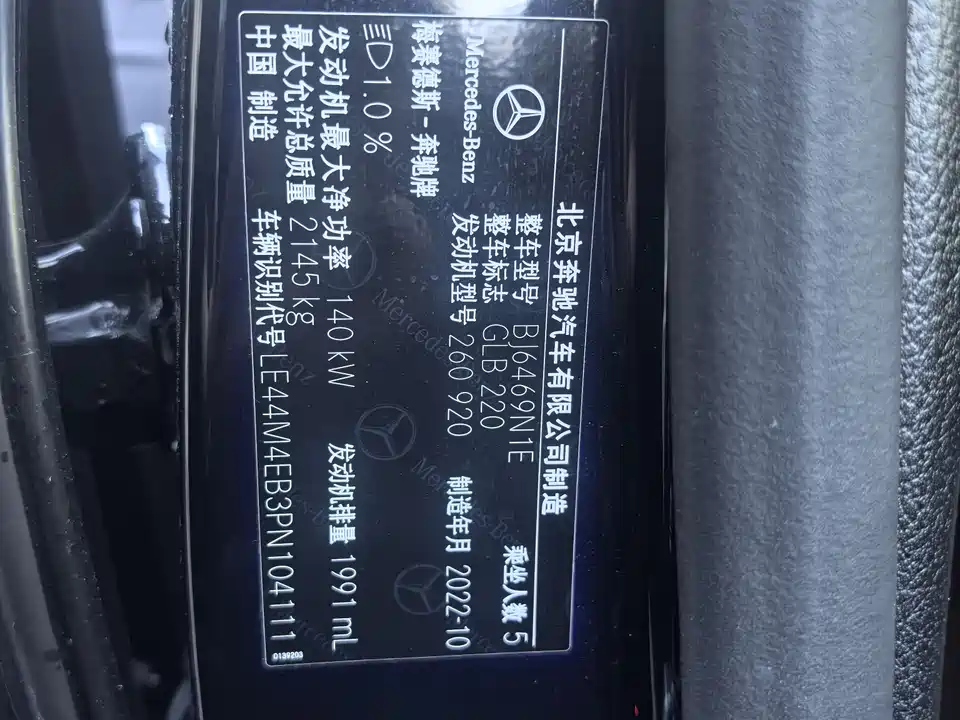 北京奔驰汽车有限公司制造
Mercedes-Benz
梅赛德斯-奔驰牌
整车型号 BJ6469N1E 乘坐人数 5
整车标志 GLB 220
发动机型号 260 920 制造年月 2022-10
1.0 %
发动机最大净功率 140 kW 发动机排量 1991 mL
最大允许总质量 2145 kg
中国 制造 车辆识别代号 LE44M4EB3PN104111
Q139203